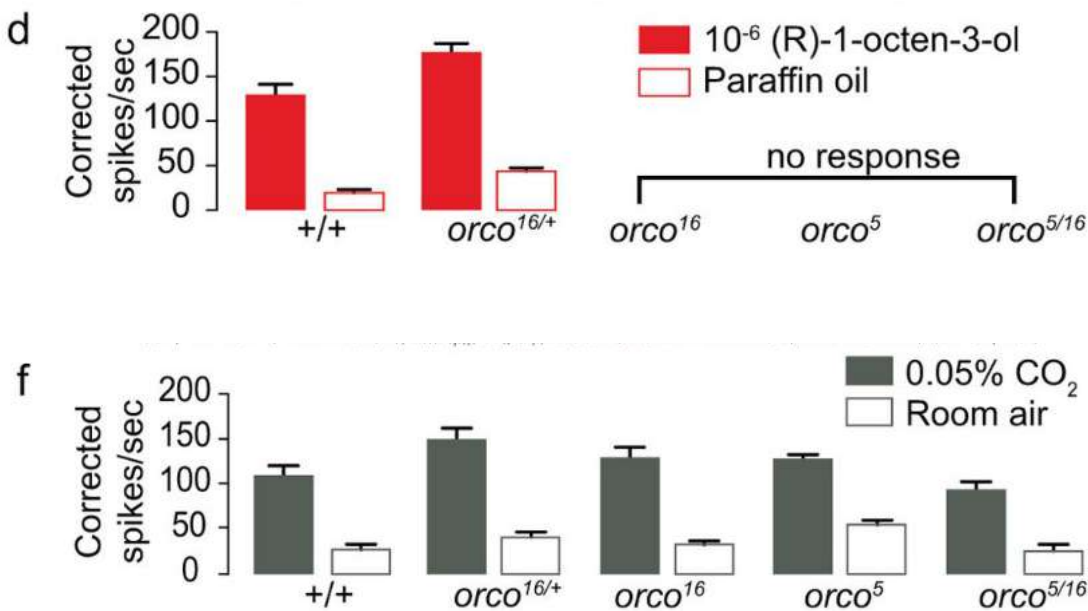 d
Corrected
spikes/sec
200
150
100
50
0
10⁻⁶ (R)-1-octen-3-ol
Paraffin oil
no response
+/+ orco¹⁶/⁺ orco¹⁶ orco⁵ orco⁵/¹⁶
f
Corrected
spikes/sec
200
150
100
50
0
0.05% CO₂
Room air
+/+ orco¹⁶/⁺ orco¹⁶ orco⁵ orco⁵/¹⁶